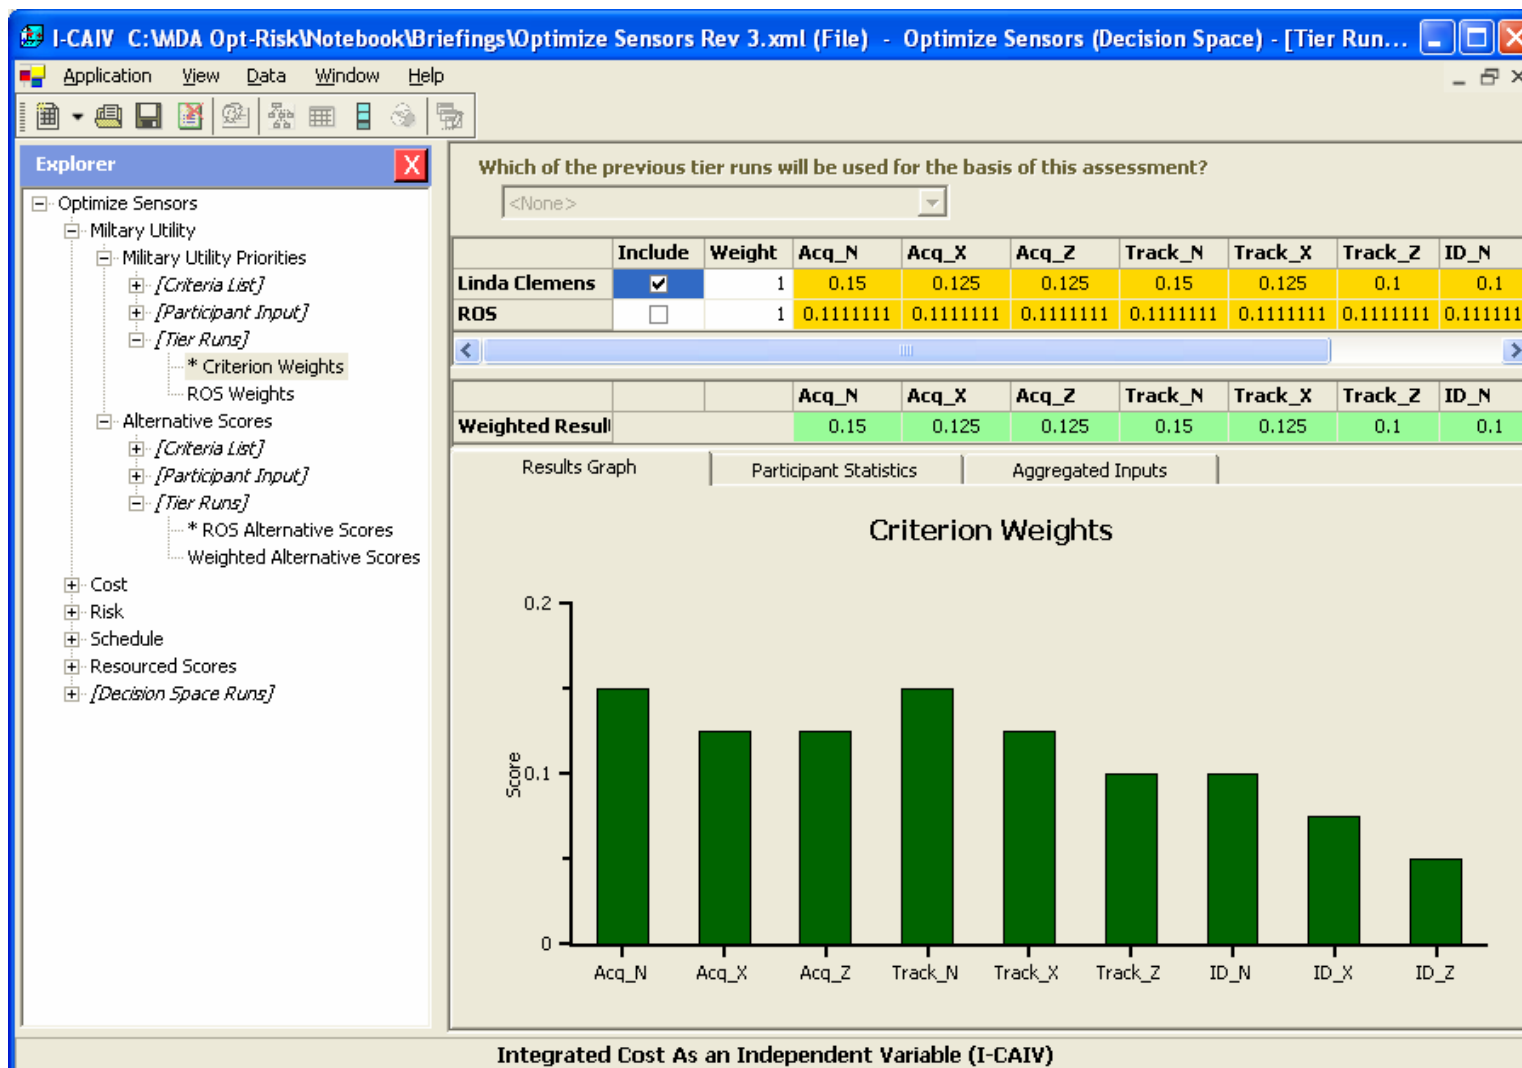 I-CAIV C:\MDA Opt-Risk\Notebook\Briefings\Optimize Sensors Rev 3.xml (File) - Optimize Sensors (Decision Space) - [Tier Run...
Application View Data Window Help
Explorer
Optimize Sensors
Miltary Utility
Military Utility Priorities
[Criteria List]
[Participant Input]
[Tier Runs]
* Criterion Weights
ROS Weights
Alternative Scores
[Criteria List]
[Participant Input]
[Tier Runs]
* ROS Alternative Scores
Weighted Alternative Scores
Cost
Risk
Schedule
Resourced Scores
[Decision Space Runs]
Which of the previous tier runs will be used for the basis of this assessment?
<None>
Include Weight Acq_N Acq_X Acq_Z Track_N Track_X Track_Z ID_N
Linda Clemens 1 0.15 0.125 0.125 0.15 0.125 0.1 0.1
ROS 1 0.1111111 0.1111111 0.1111111 0.1111111 0.1111111 0.1111111 0.111111
Acq_N Acq_X Acq_Z Track_N Track_X Track_Z ID_N
Weighted Resul 0.15 0.125 0.125 0.15 0.125 0.1 0.1
Results Graph Participant Statistics Aggregated Inputs
Criterion Weights
0.2
0.1
0
Score
Acq_N Acq_X Acq_Z Track_N Track_X Track_Z ID_N ID_X ID_Z
Integrated Cost As an Independent Variable (I-CAIV)